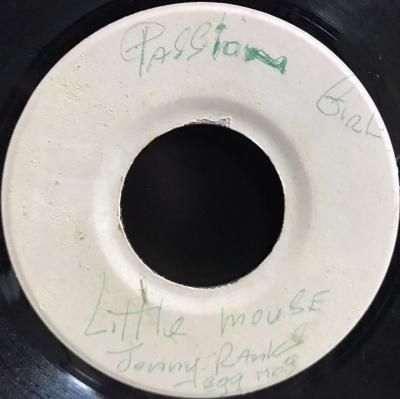 Passion
Girl
Little mouse
Jonny Ranks